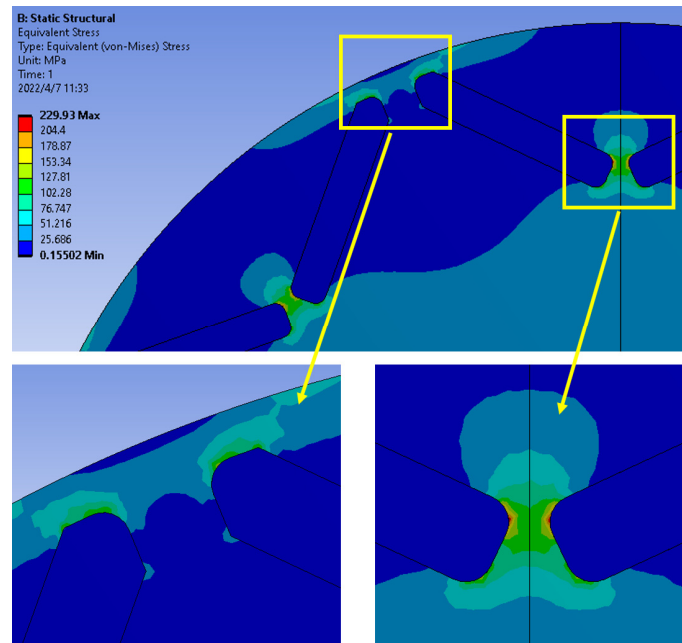 B: Static Structural
Equivalent Stress
Type: Equivalent (von-Mises) Stress
Unit: MPa
Time: 1
2022/4/7 11:33
229.93 Max
204.4
178.87
153.34
127.81
102.28
76.747
51.216
25.686
0.15502 Min